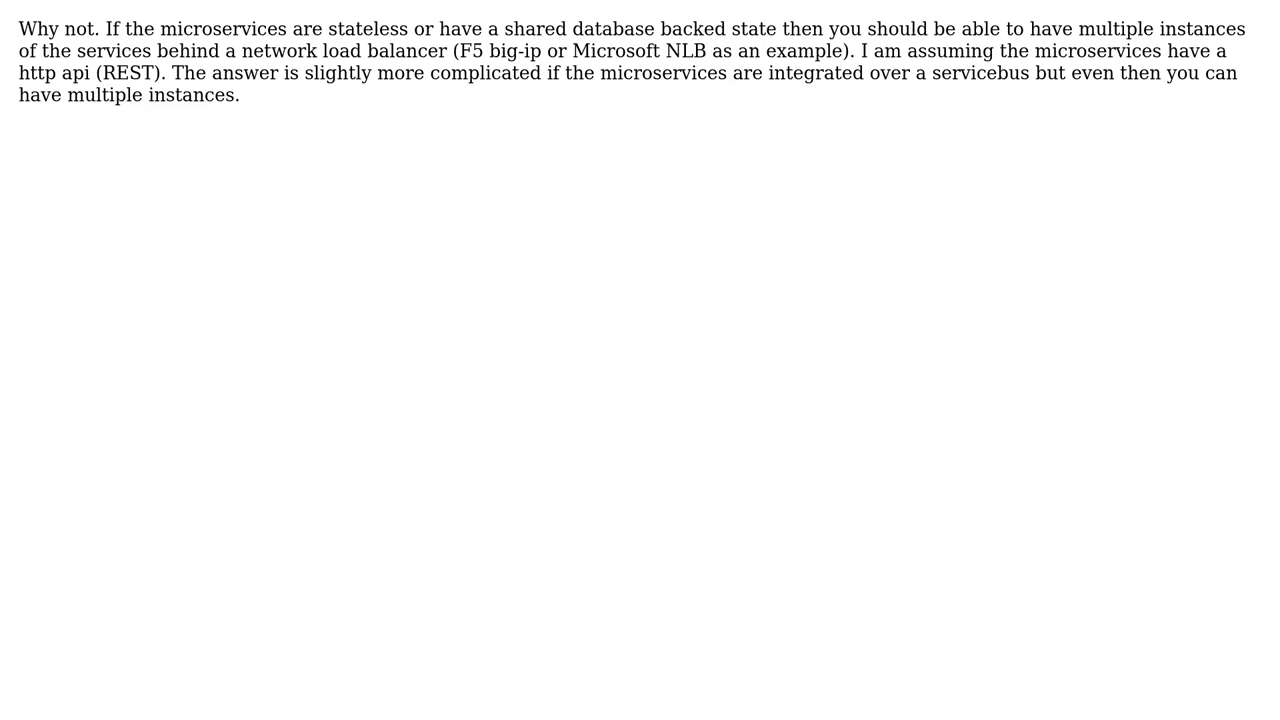 Why not. If the microservices are stateless or have a shared database backed state then you should be able to have multiple instances
of the services behind a network load balancer (F5 big-ip or Microsoft NLB as an example). I am assuming the microservices have a
http api (REST). The answer is slightly more complicated if the microservices are integrated over a servicebus but even then you can
have multiple instances.